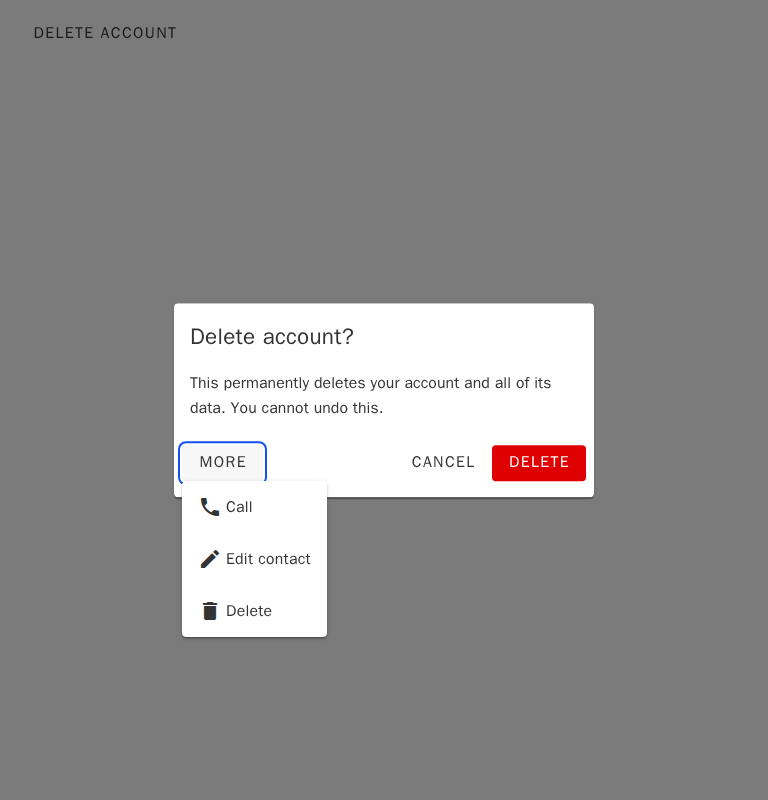 DELETE ACCOUNT
Delete account?
This permanently deletes your account and all of its
data. You cannot undo this.
MORE
CANCEL
DELETE
Call
Edit contact
Delete